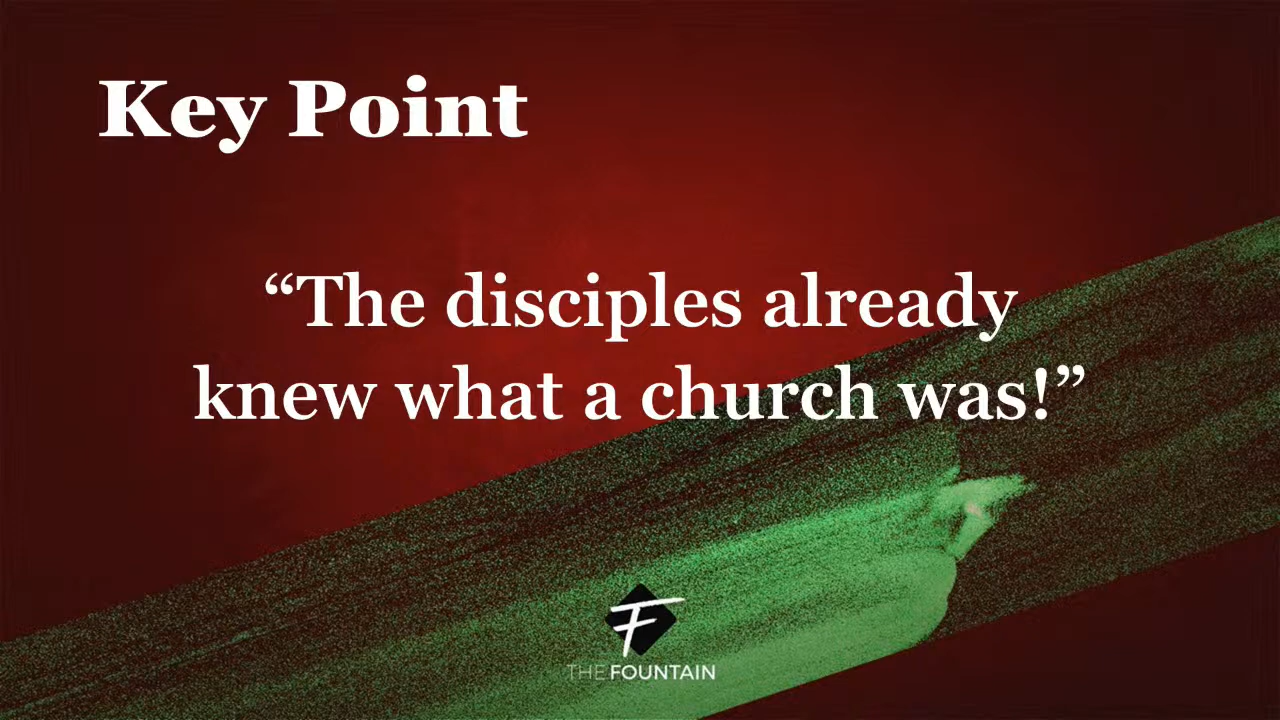 Key Point
“The disciples already
knew what a church was!”
F
THE FOUNTAIN